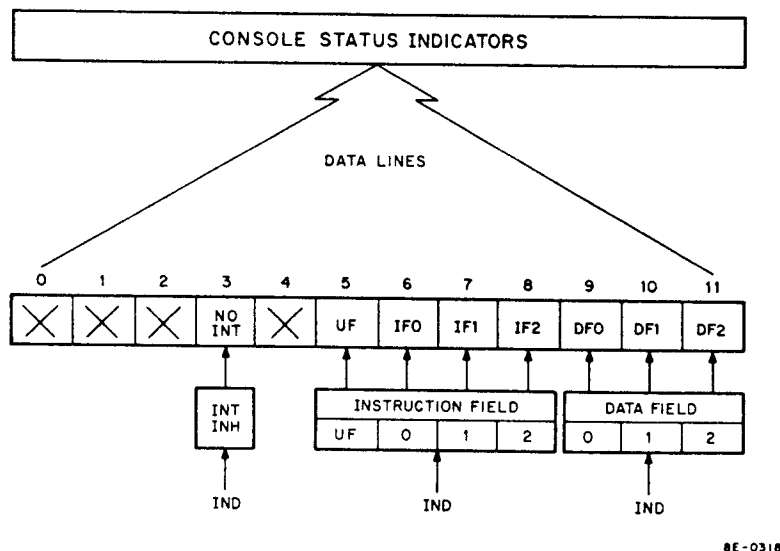 CONSOLE STATUS INDICATORS
DATA LINES
0 1 2 3 4 5 6 7 8 9 10 11
NO INT UF IF0 IF1 IF2 DF0 DF1 DF2
INT INH
INSTRUCTION FIELD
UF 0 1 2
DATA FIELD
0 1 2
IND IND IND
8E-0318